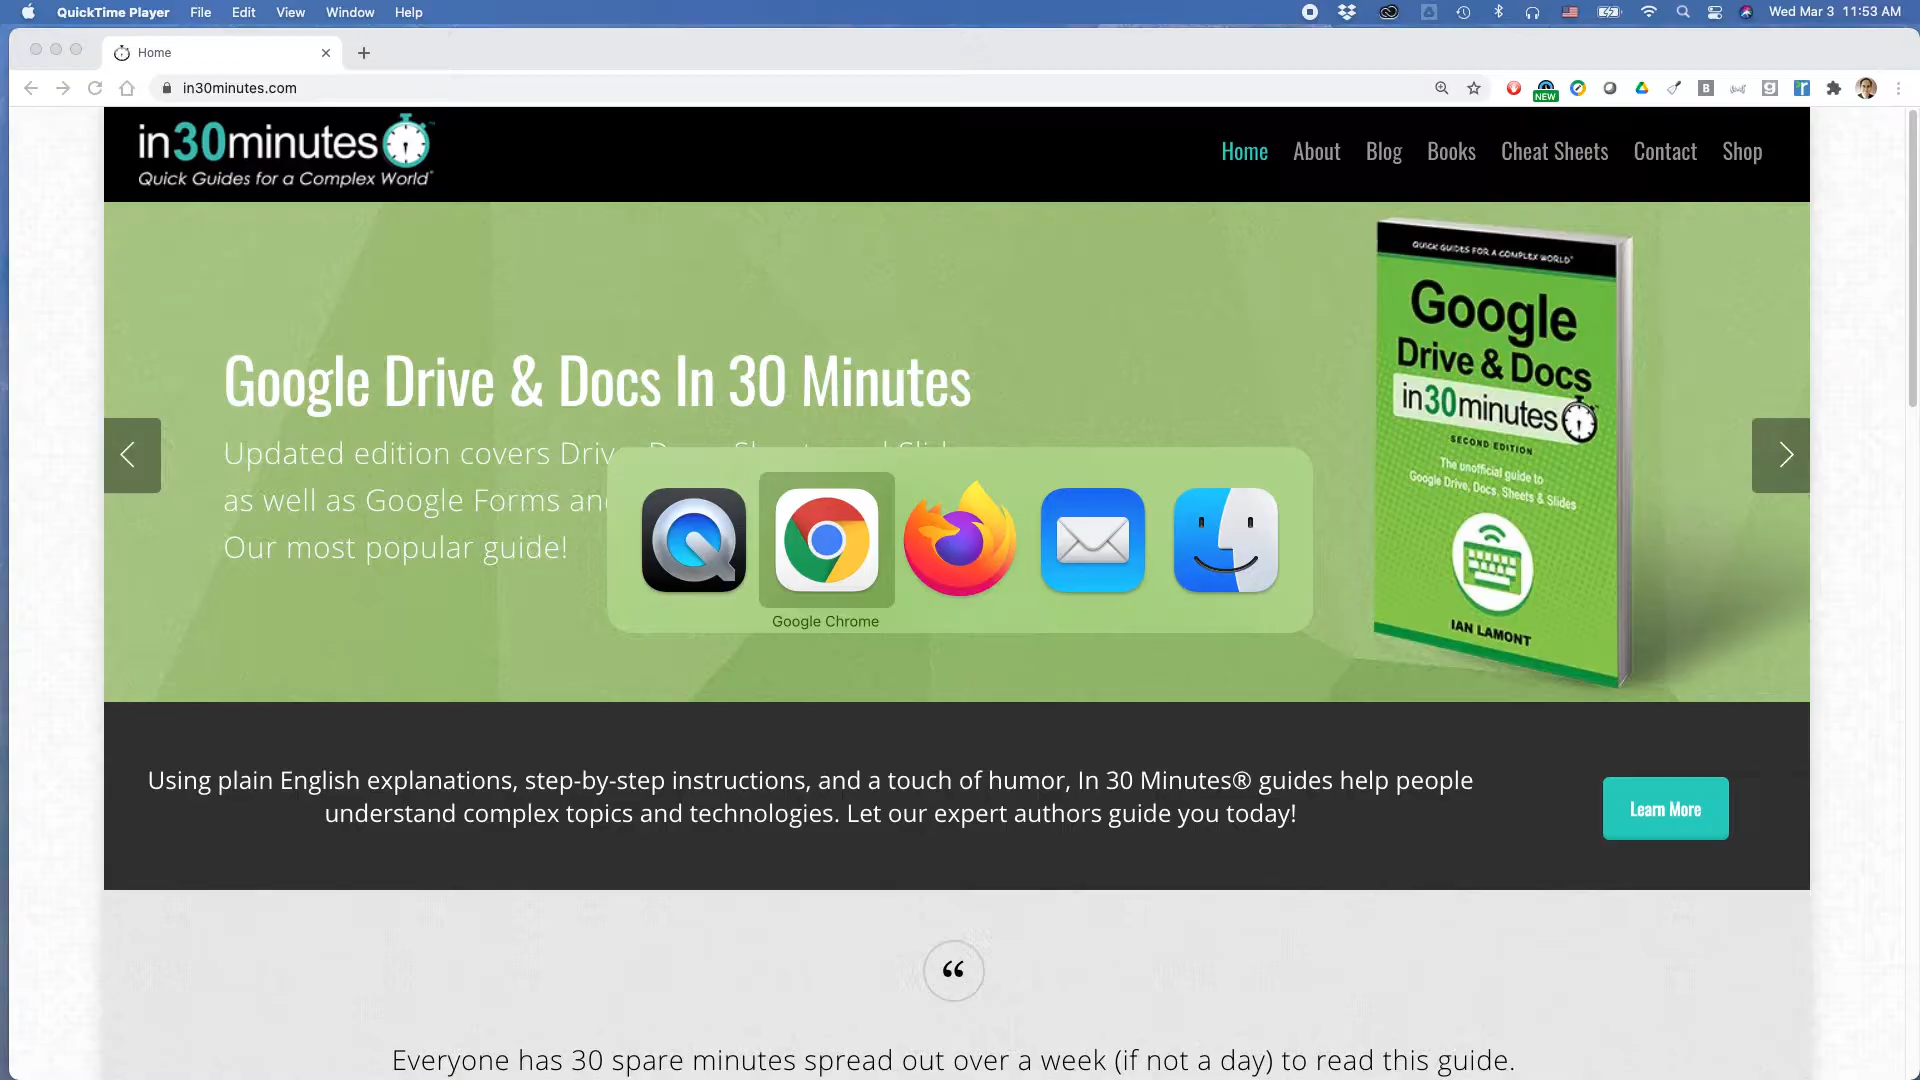 QuickTime Player File Edit View Window Help Wed Mar 3 11:53 AM
Home
in30minutes.com
NEW
in30minutes
Quick Guides for a Complex World®
Home About Blog Books Cheat Sheets Contact Shop
QUICK GUIDES FOR A COMPLEX WORLD™
Google
Drive & Docs
in30minutes
SECOND EDITION
The unofficial guide to
Google Drive, Docs, Sheets & Slides
IAN LAMONT
Google Drive & Docs In 30 Minutes
Updated edition covers
as well as Google Forms
Our most popular guide!
Google Chrome
Using plain English explanations, step-by-step instructions, and a touch of humor, In 30 Minutes® guides help people
understand complex topics and technologies. Let our expert authors guide you today!
Learn More
“
Everyone has 30 spare minutes spread out over a week (if not a day) to read this guide.